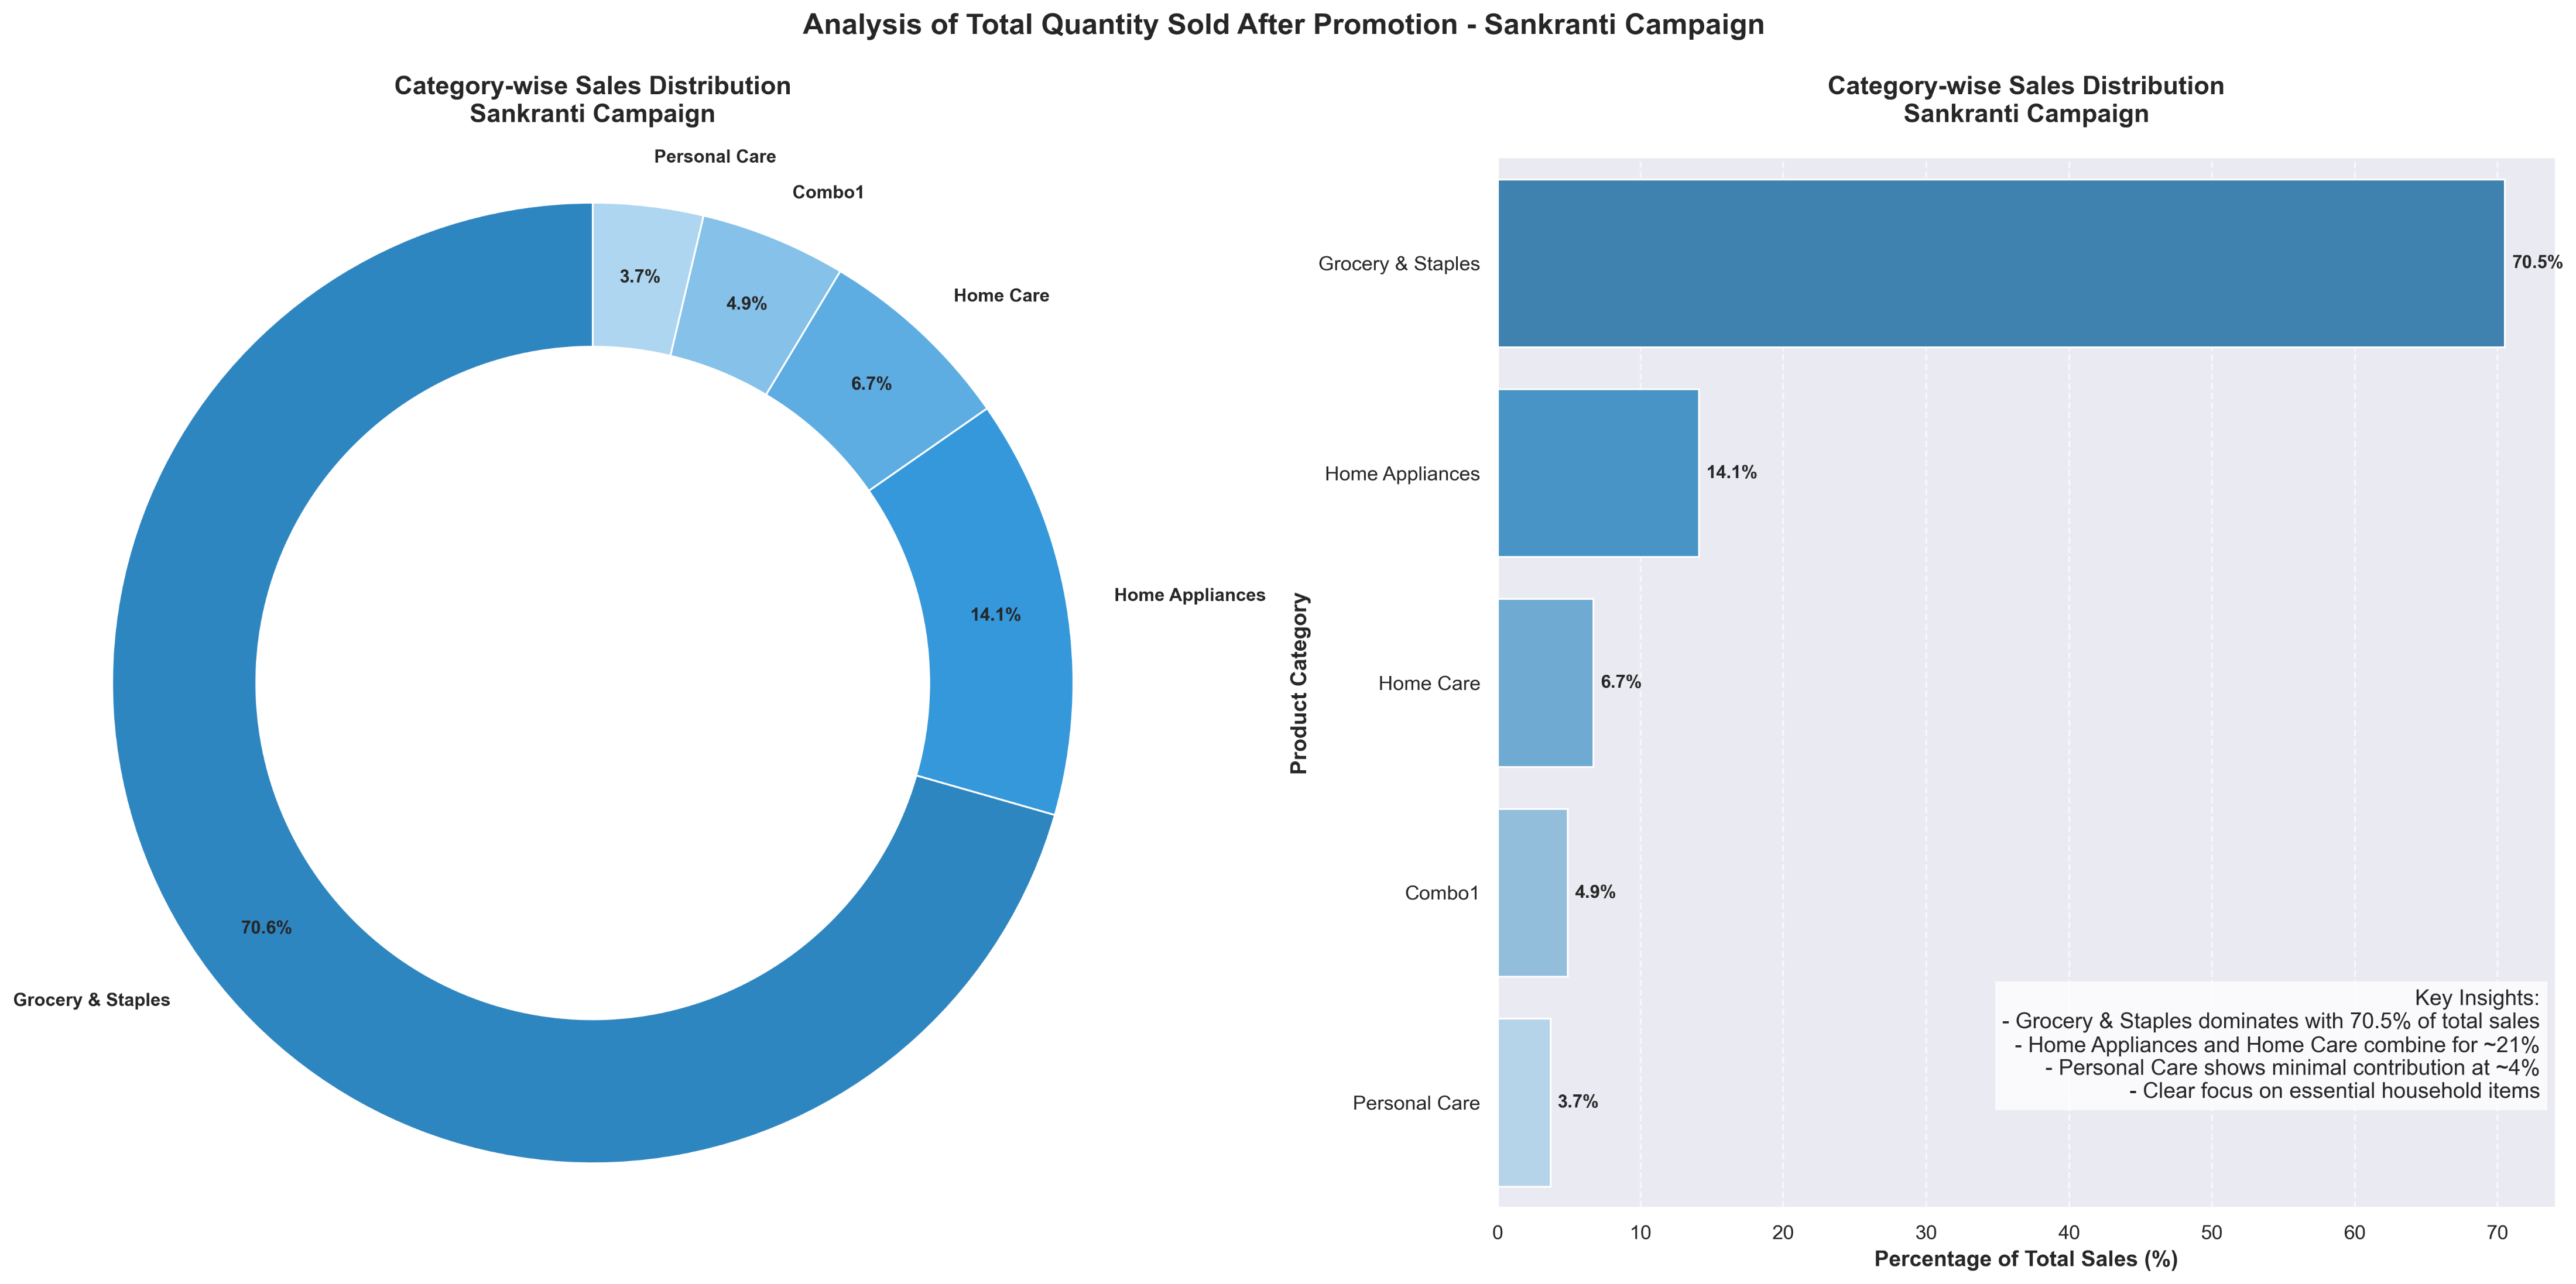 Analysis of Total Quantity Sold After Promotion - Sankranti Campaign
Category-wise Sales Distribution
Sankranti Campaign
Personal Care
Combo1
Home Care
Home Appliances
Grocery & Staples
3.7%
4.9%
6.7%
14.1%
70.6%
Category-wise Sales Distribution
Sankranti Campaign
Product Category
Grocery & Staples
70.5%
Home Appliances
14.1%
Home Care
6.7%
Combo1
4.9%
Personal Care
3.7%
Key Insights:
- Grocery & Staples dominates with 70.5% of total sales
- Home Appliances and Home Care combine for ~21%
- Personal Care shows minimal contribution at ~4%
- Clear focus on essential household items
0 10 20 30 40 50 60 70
Percentage of Total Sales (%)